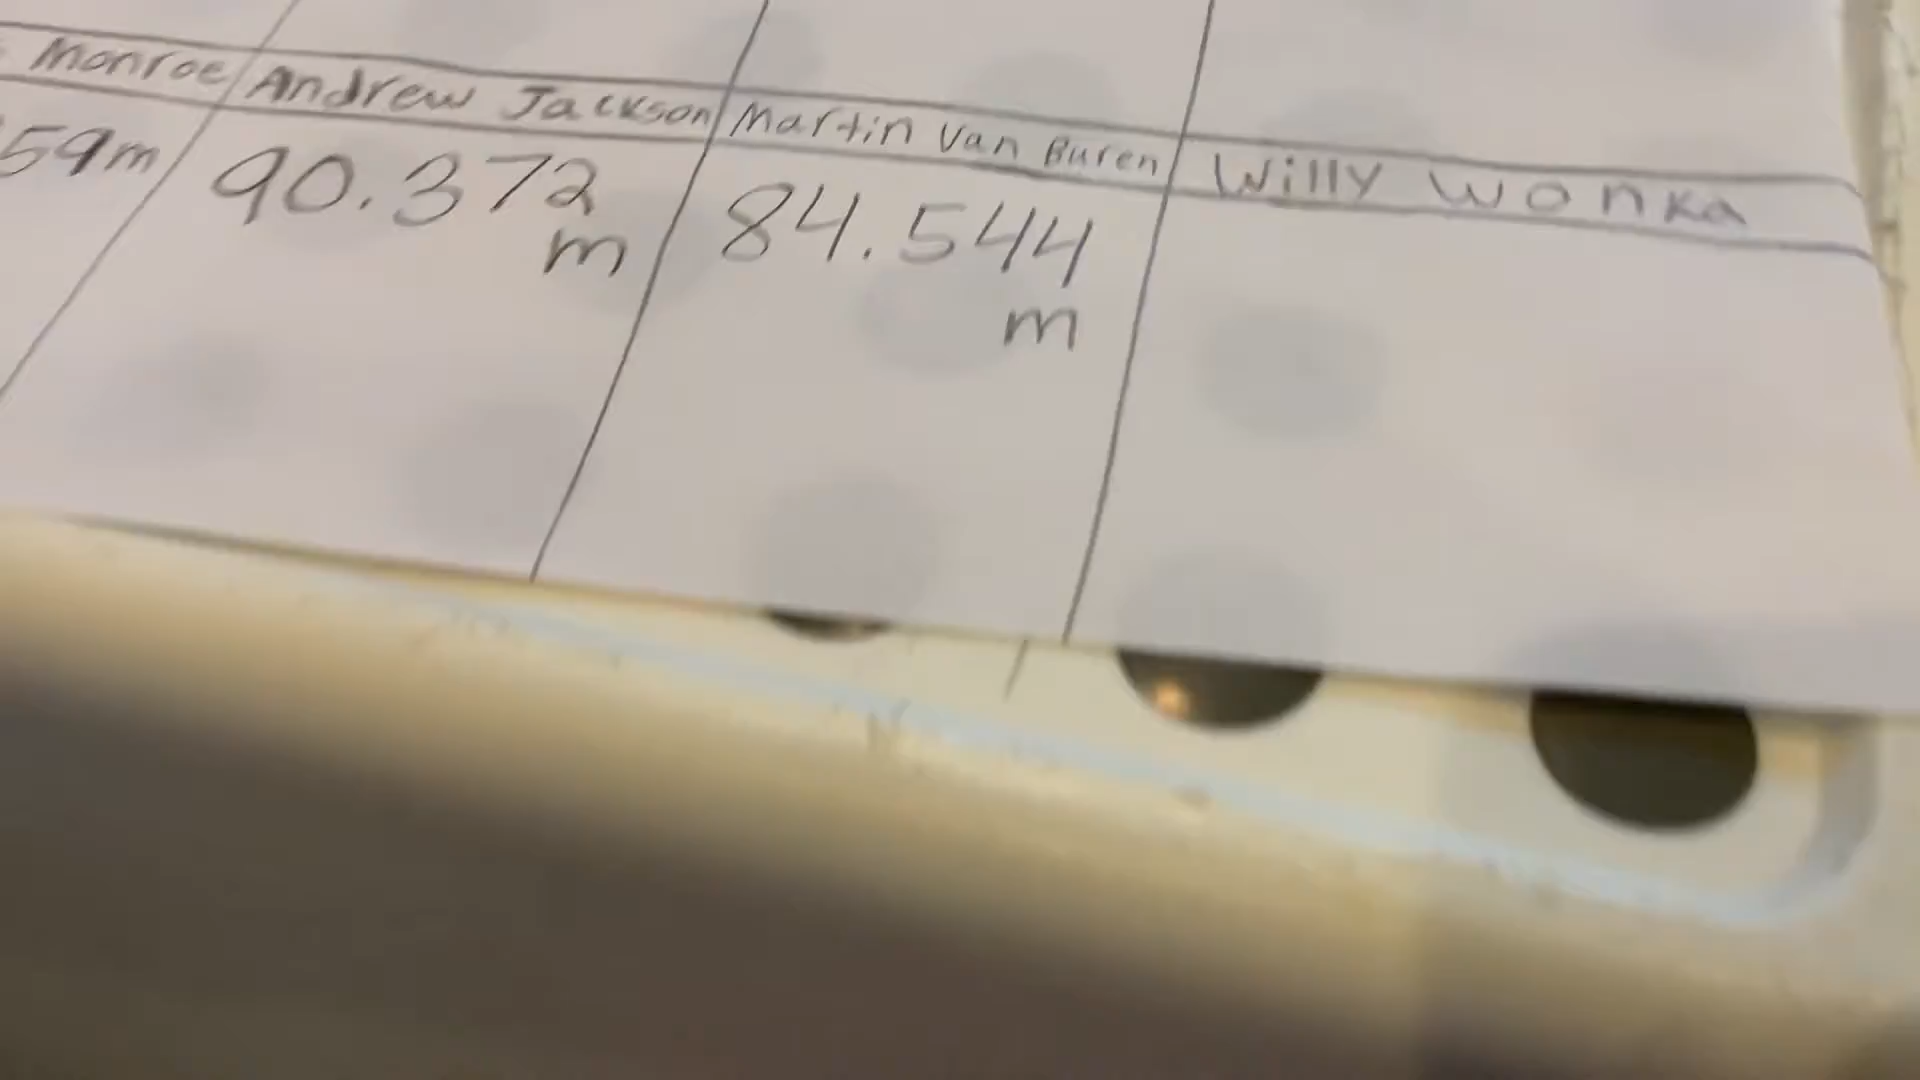 Monroe Andrew Jackson Martin Van Buren Willy Wonka
59m 90.372 m 84.544 m